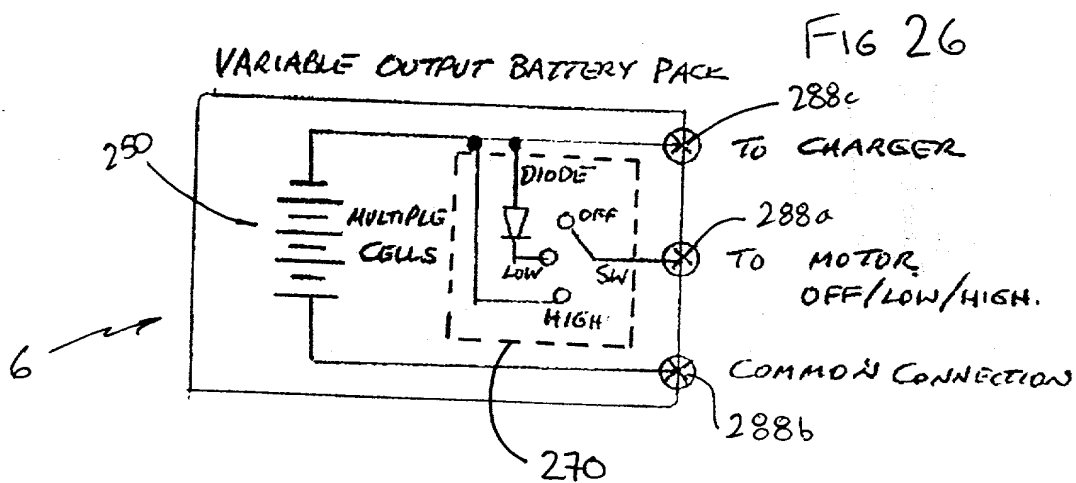 FIG 26
VARIABLE OUTPUT BATTERY PACK
288c
TO CHARGER
250
DIODE
OFF
288a
MULTIPLE
CELLS
LOW
SW
TO MOTOR
OFF/LOW/HIGH.
HIGH
6
COMMON CONNECTION
288b
270